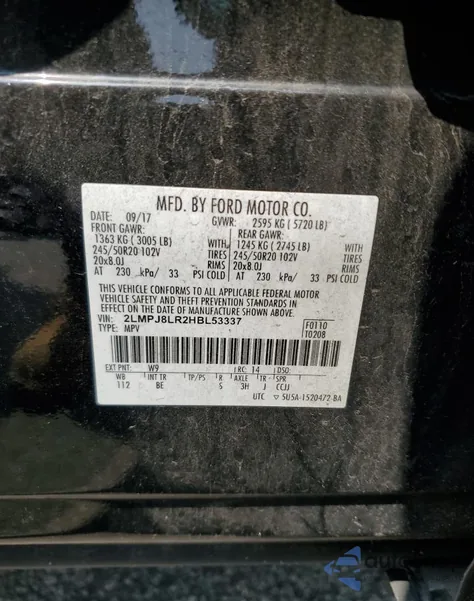 MFD. BY FORD MOTOR CO.
DATE: 09/17 GVWR: 2595 KG ( 5720 LB)
FRONT GAWR: REAR GAWR:
1363 KG ( 3005 LB) WITH 1245 KG ( 2745 LB) WITH
245/50R20 102V TIRES 245/50R20 102V TIRES
20x8.0J RIMS 20x8.0J RIMS
AT 230 kPa/ 33 PSI COLD AT 230 kPa/ 33 PSI COLD
THIS VEHICLE CONFORMS TO ALL APPLICABLE FEDERAL MOTOR
VEHICLE SAFETY AND THEFT PREVENTION STANDARDS IN
EFFECT ON THE DATE OF MANUFACTURE SHOWN ABOVE.
VIN: 2LMPJ8LR2HBL53337 F0110
TYPE: MPV T0208
EXT PNT: W9 RC: 14 DSO:
WB INT TR TP/PS R AXLE TR SPR
112 BE S 3H J CCJJ
UTC 5U5A-1520472-BA